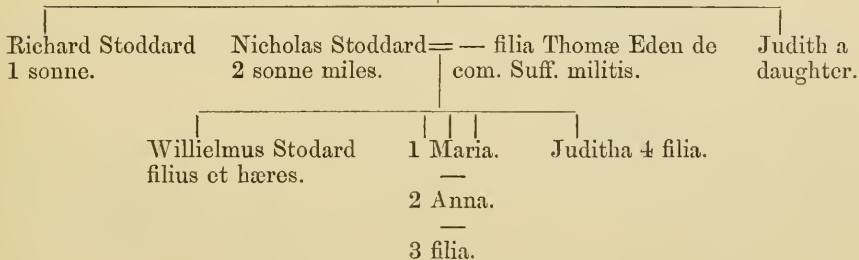 Richard Stoddard
1 sonne.
Nicholas Stoddard=— filia Thomæ Eden de
2 sonne miles. com. Suff. militis.
Judith a
daughter.
Willielmus Stodard
filius et hæres.
1 Maria.
—
2 Anna.
—
3 filia.
Juditha 4 filia.